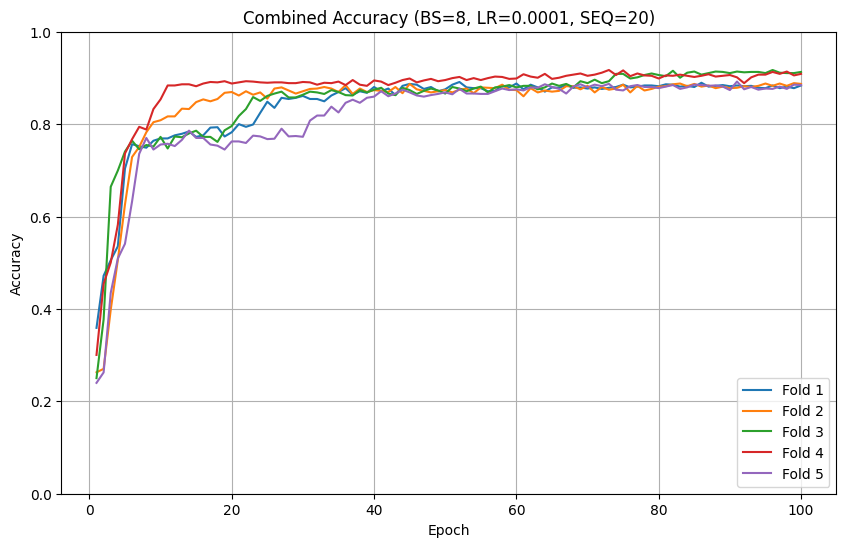 Combined Accuracy (BS=8, LR=0.0001, SEQ=20)
1.0
0.8
0.6
0.4
0.2
0.0
Accuracy
0 20 40 60 80 100
Epoch
Fold 1
Fold 2
Fold 3
Fold 4
Fold 5